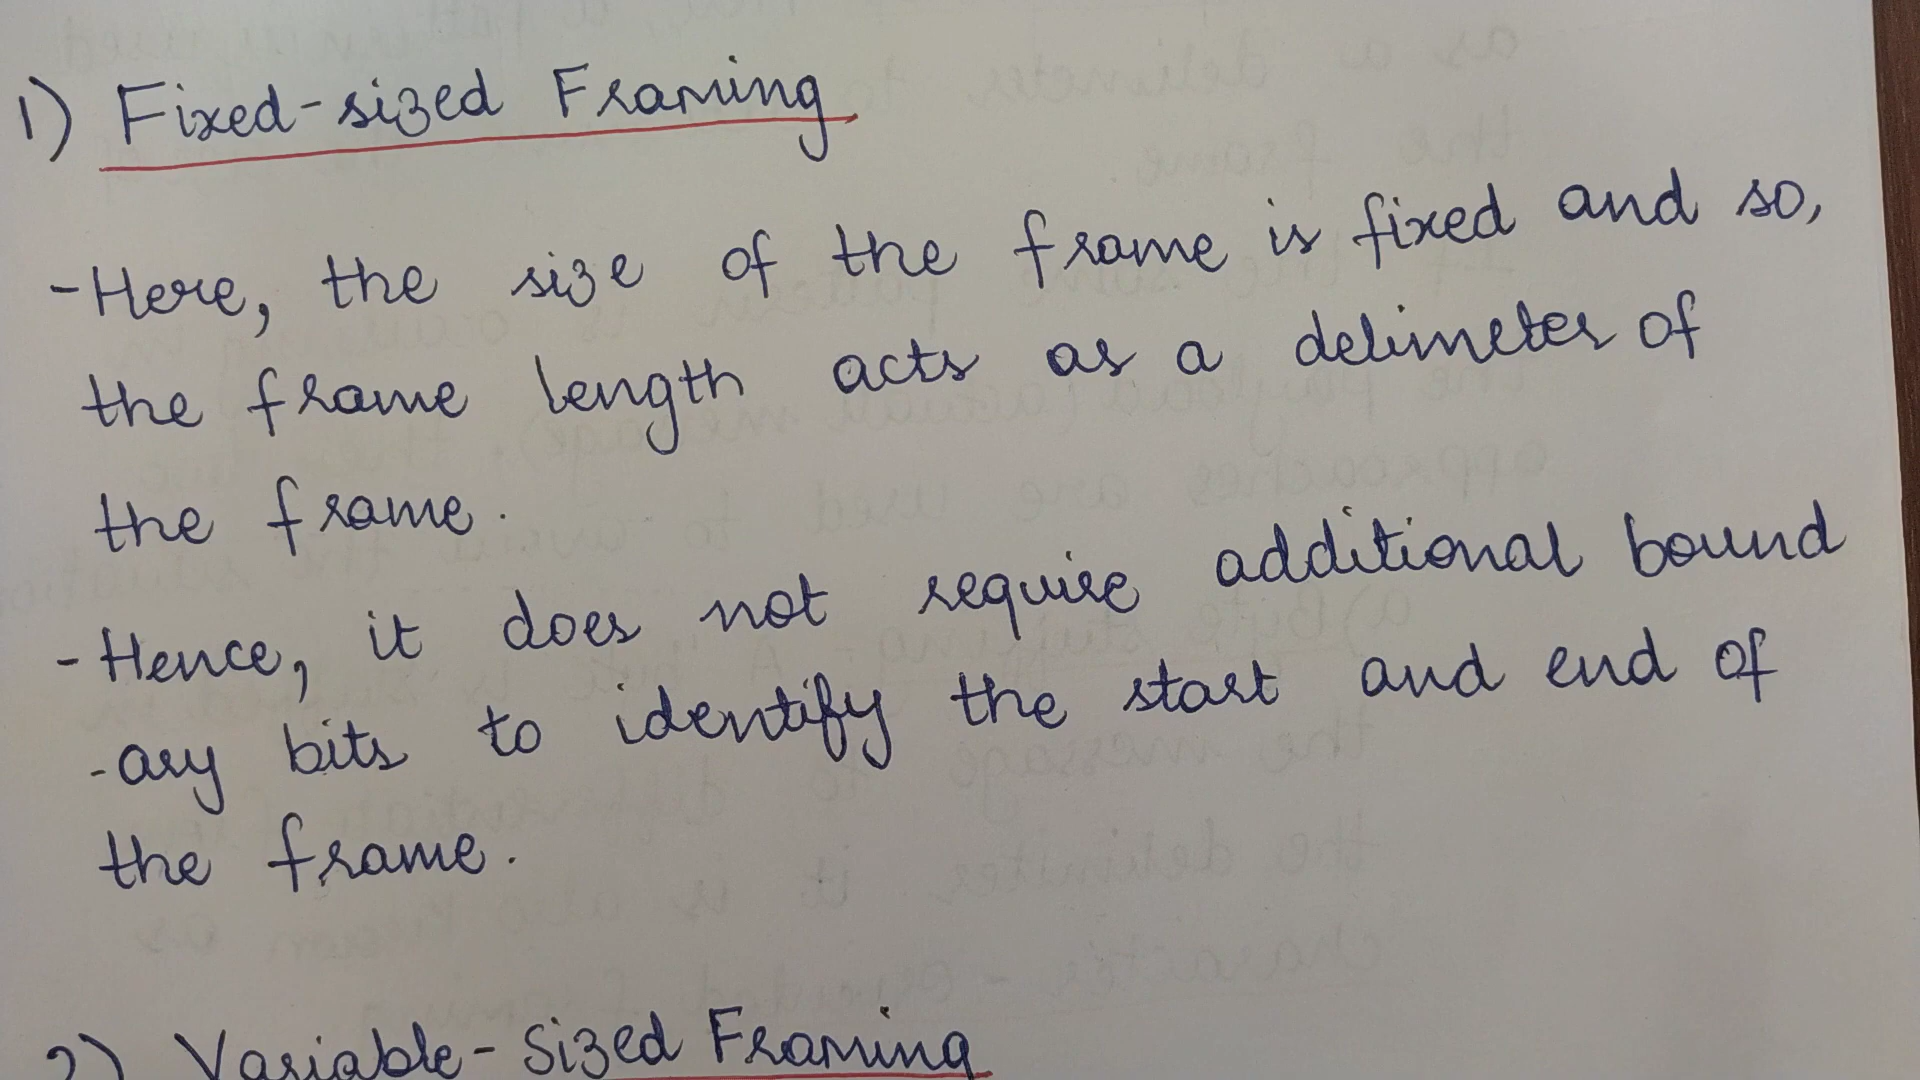 1) Fixed-sized Framing
-Here, the size of the frame is fixed and so,
the frame length acts as a delimeter of
the frame.
-Hence, it does not require additional bound
-ary bits to identify the start and end of
the frame.
2) Variable-Sized Framing